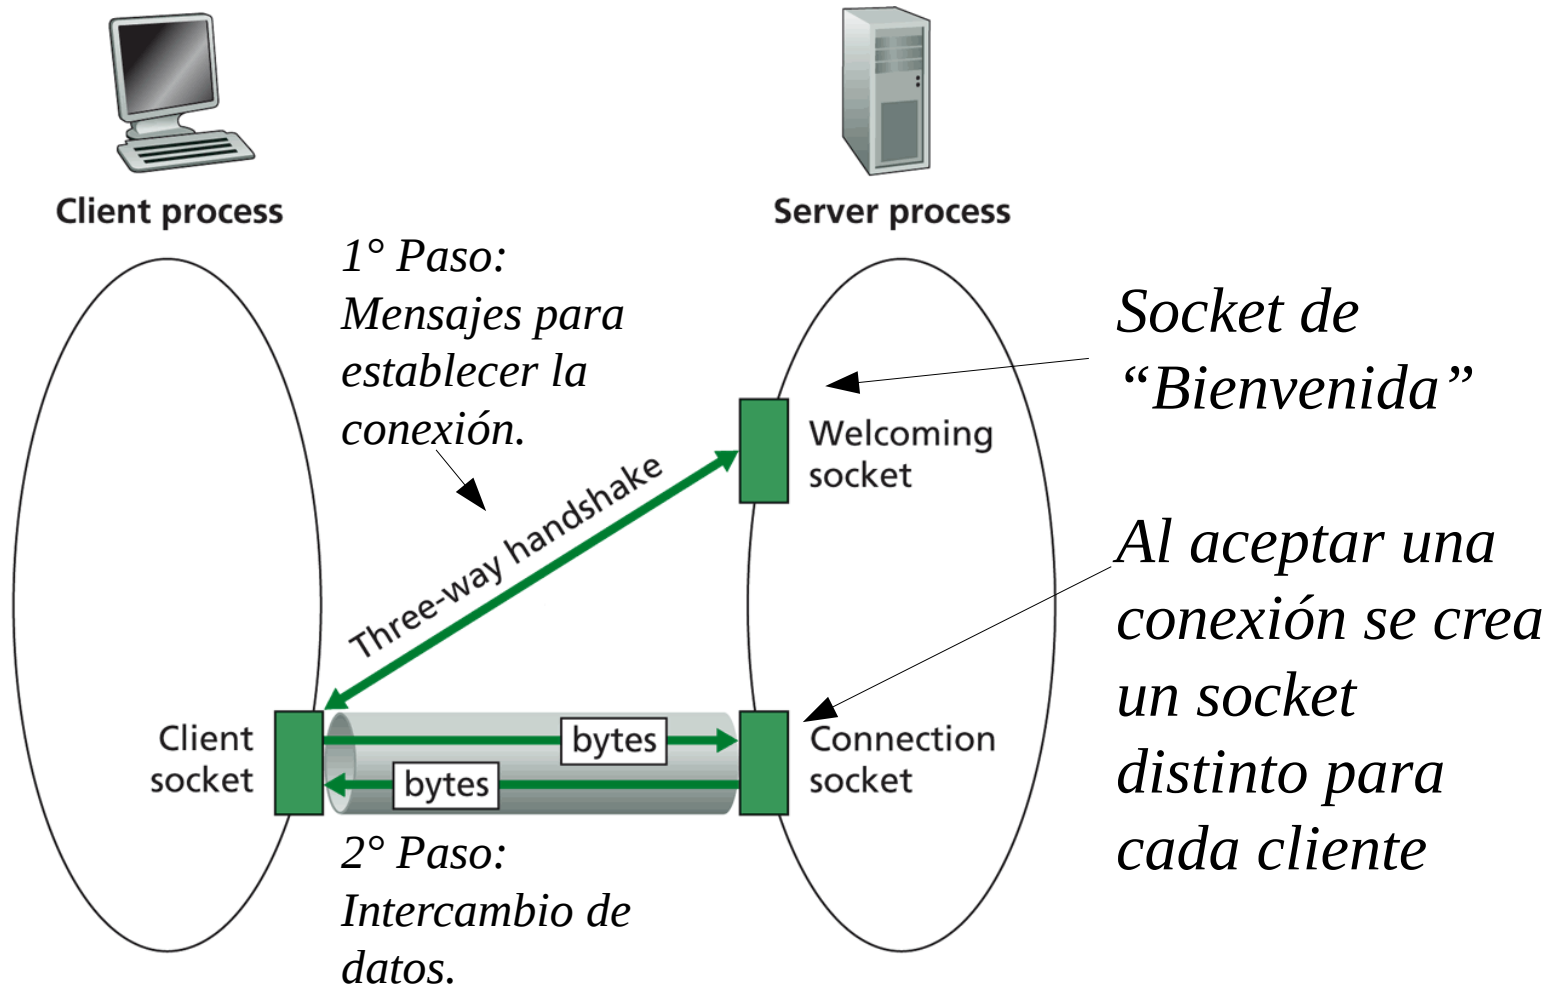 Client process
Server process
1° Paso:
Mensajes para
establecer la
conexión.
Socket de
“Bienvenida”
Welcoming
socket
Three-way handshake
Al aceptar una
conexión se crea
un socket
distinto para
cada cliente
Client
socket
bytes
bytes
Connection
socket
2° Paso:
Intercambio de
datos.